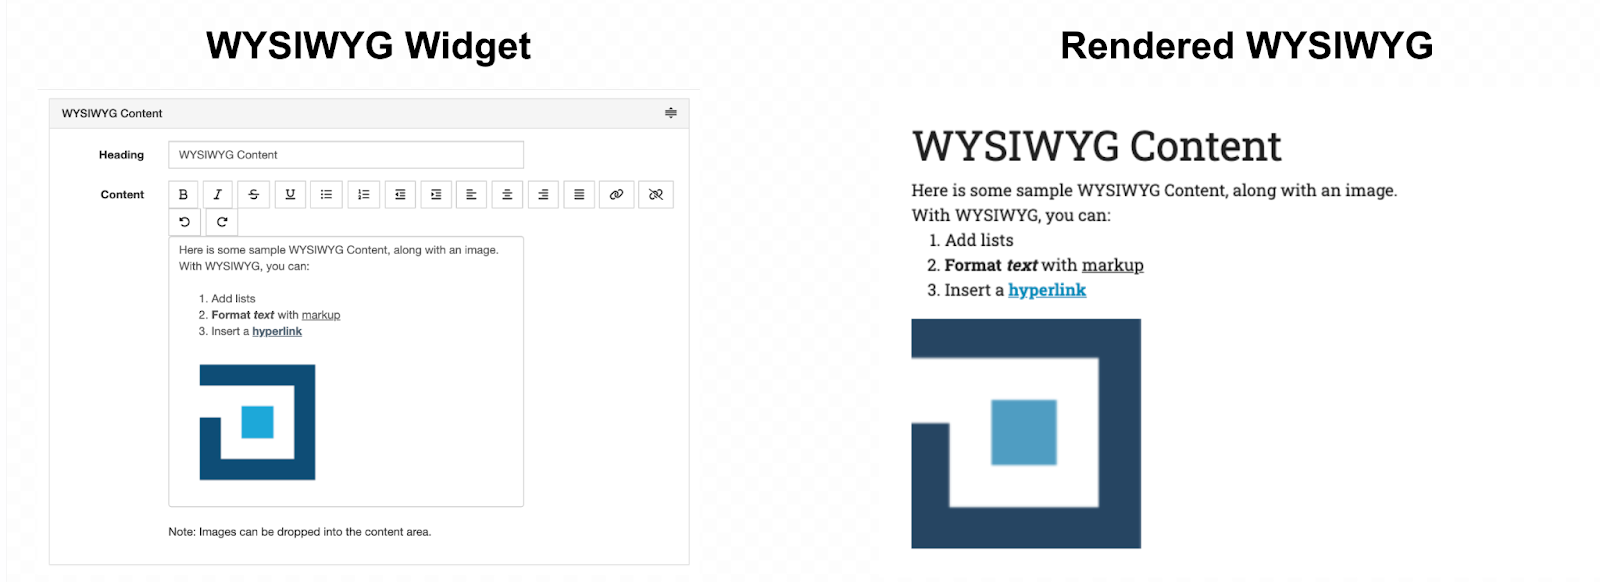 WYSIWYG Widget
WYSIWYG Content
Heading
WYSIWYG Content
Content
B I S U
Here is some sample WYSIWYG Content, along with an image.
With WYSIWYG, you can:
1. Add lists
2. Format text with markup
3. Insert a hyperlink
Note: Images can be dropped into the content area.
Rendered WYSIWYG
WYSIWYG Content
Here is some sample WYSIWYG Content, along with an image.
With WYSIWYG, you can:
1. Add lists
2. Format text with markup
3. Insert a hyperlink